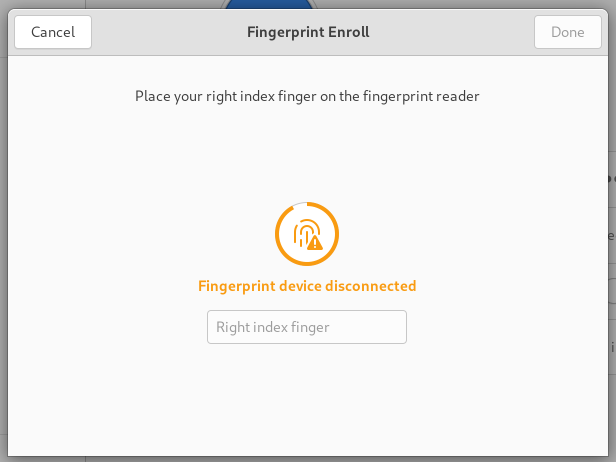 Cancel
Fingerprint Enroll
Done
Place your right index finger on the fingerprint reader
Fingerprint device disconnected
Right index finger